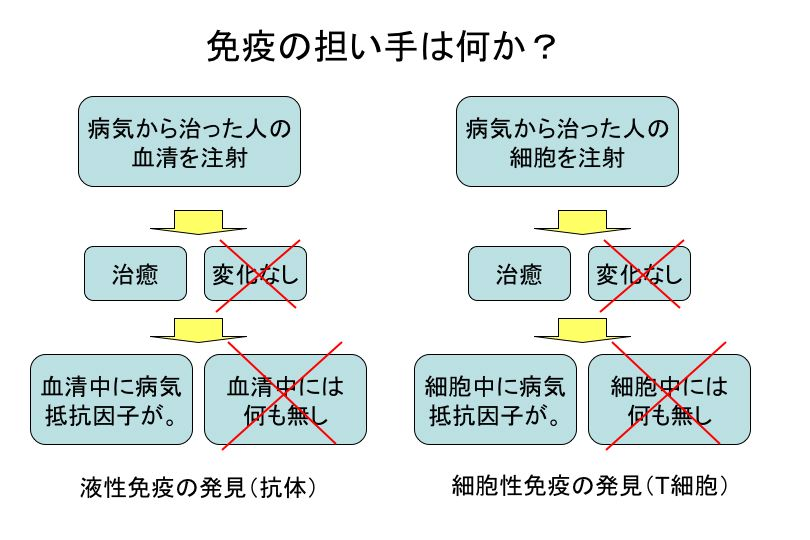 免疫の担い手は何か？
病気から治った人の
血清を注射
治癒
変化なし
血清中に病気
抵抗因子が。
血清中には
何も無し
液性免疫の発見（抗体）
病気から治った人の
細胞を注射
治癒
変化なし
細胞中に病気
抵抗因子が。
細胞中には
何も無し
細胞性免疫の発見（T細胞）